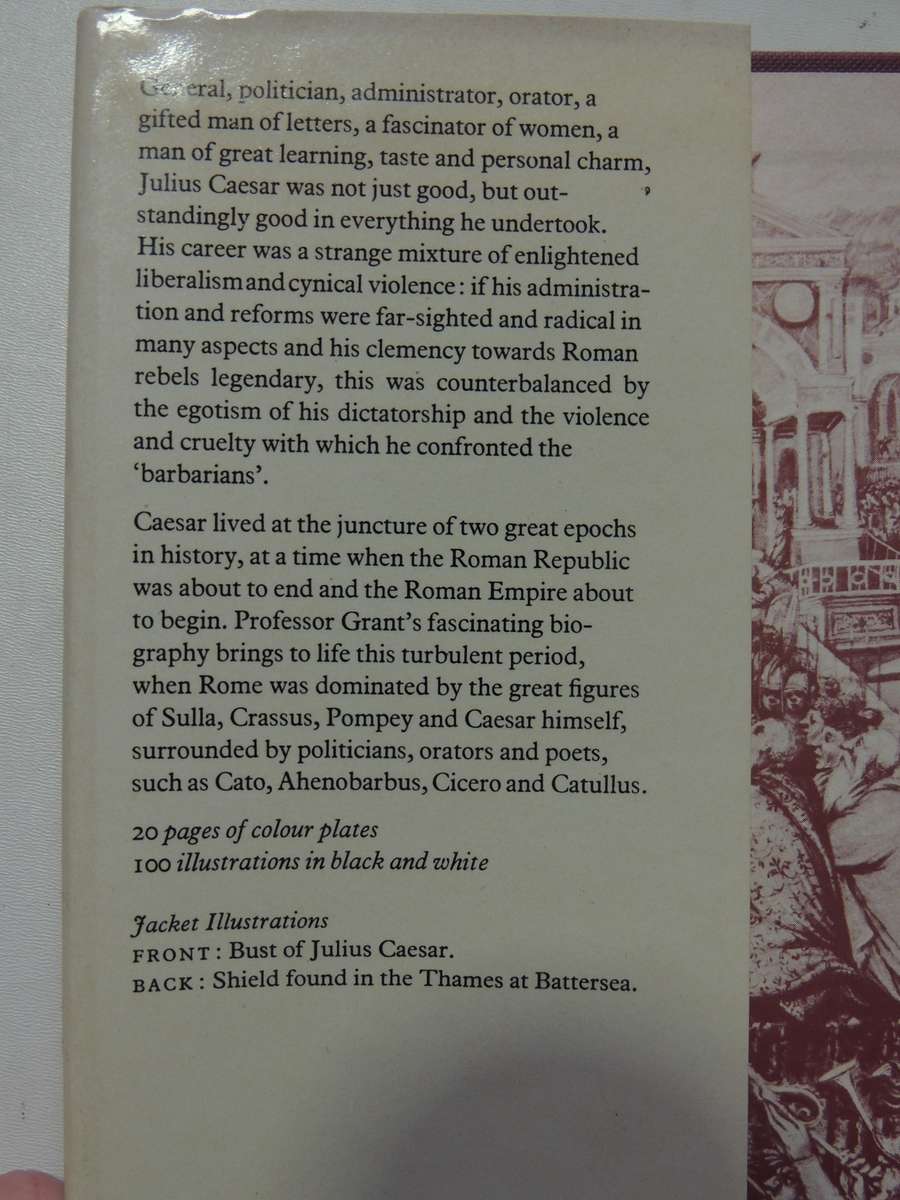 General, politician, administrator, orator, a
gifted man of letters, a fascinator of women, a
man of great learning, taste and personal charm,
Julius Caesar was not just good, but out-
standingly good in everything he undertook.
His career was a strange mixture of enlightened
liberalism and cynical violence: if his administra-
tion and reforms were far-sighted and radical in
many aspects and his clemency towards Roman
rebels legendary, this was counterbalanced by
the egotism of his dictatorship and the violence
and cruelty with which he confronted the
‘barbarians’.
Caesar lived at the juncture of two great epochs
in history, at a time when the Roman Republic
was about to end and the Roman Empire about
to begin. Professor Grant’s fascinating bio-
graphy brings to life this turbulent period,
when Rome was dominated by the great figures
of Sulla, Crassus, Pompey and Caesar himself,
surrounded by politicians, orators and poets,
such as Cato, Ahenobarbus, Cicero and Catullus.
20 pages of colour plates
100 illustrations in black and white
Jacket Illustrations
FRONT: Bust of Julius Caesar.
BACK: Shield found in the Thames at Battersea.